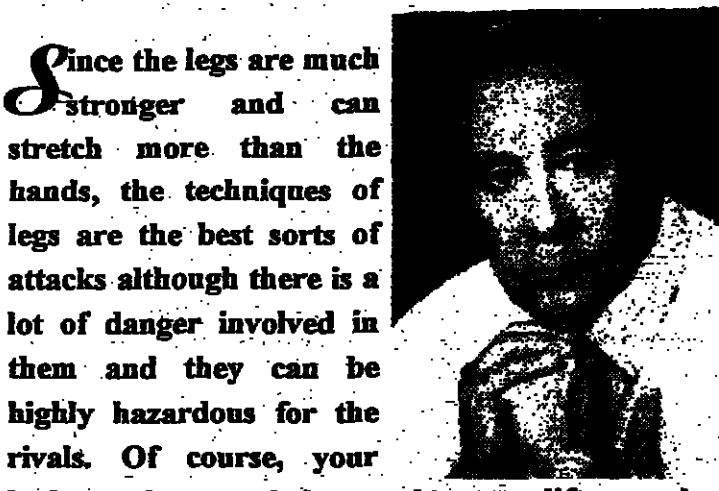 Since the legs are much
stronger and can
stretch more than the
hands, the techniques of
legs are the best sorts of
attacks although there is a
lot of danger involved in
them and they can be
highly hazardous for the
rivals. Of course, your